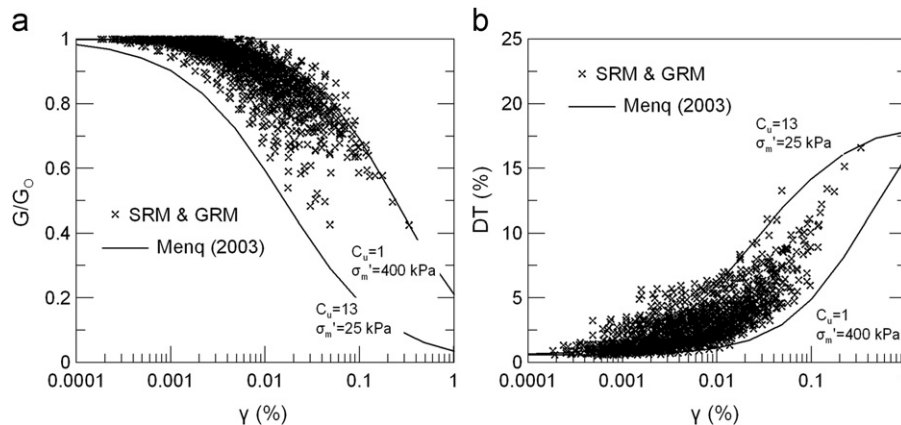 a
1
0.8
0.6
0.4
0.2
0
G/G₀
× SRM & GRM
Menq (2003)
Cᵤ=1
σₘ'=400 kPa
Cᵤ=13
σₘ'=25 kPa
0.0001 0.001 0.01 0.1 1
γ (%)
b
25
20
15
10
5
0
DT (%)
× SRM & GRM
Menq (2003)
Cᵤ=13
σₘ'=25 kPa
Cᵤ=1
σₘ'=400 kPa
0.0001 0.001 0.01 0.1
γ (%)